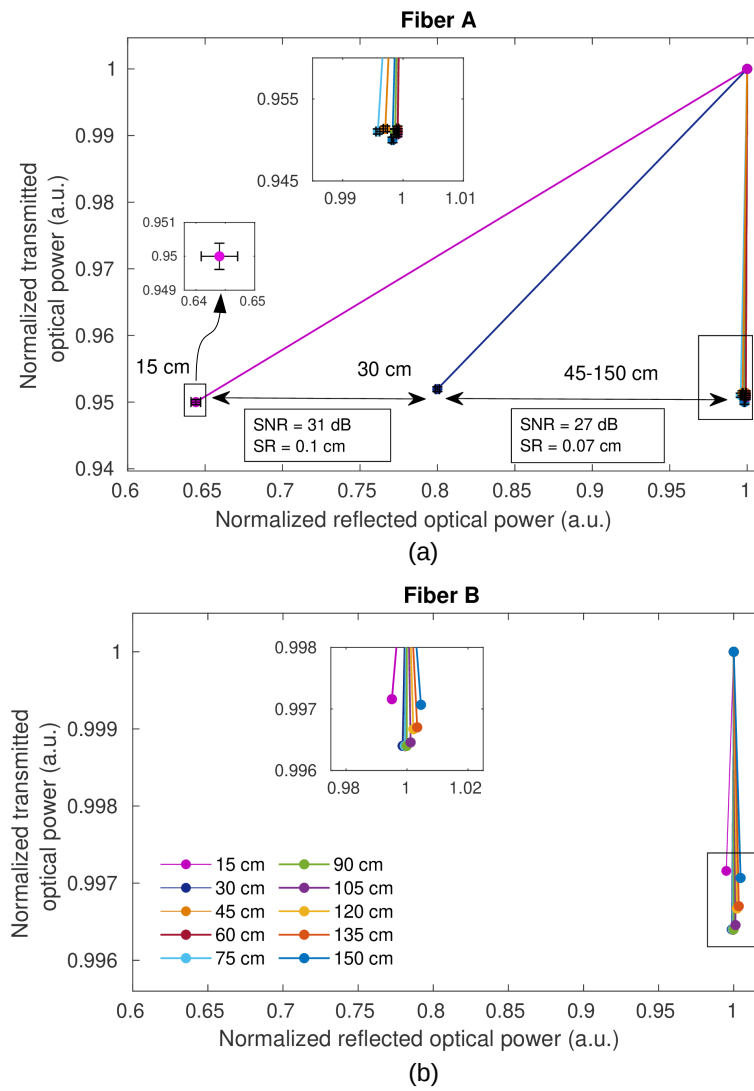 Fiber A
Normalized transmitted
optical power (a.u.)
1
0.99
0.98
0.97
0.96
0.95
0.94
0.955
0.945
0.99
1
1.01
0.951
0.95
0.949
0.64
0.65
15 cm
30 cm
45-150 cm
SNR = 31 dB
SR = 0.1 cm
SNR = 27 dB
SR = 0.07 cm
0.6
0.65
0.7
0.75
0.8
0.85
0.9
0.95
1
Normalized reflected optical power (a.u.)
(a)
Fiber B
Normalized transmitted
optical power (a.u.)
1
0.999
0.998
0.997
0.996
0.998
0.997
0.996
0.98
1
1.02
15 cm
30 cm
45 cm
60 cm
75 cm
90 cm
105 cm
120 cm
135 cm
150 cm
0.6
0.65
0.7
0.75
0.8
0.85
0.9
0.95
1
Normalized reflected optical power (a.u.)
(b)